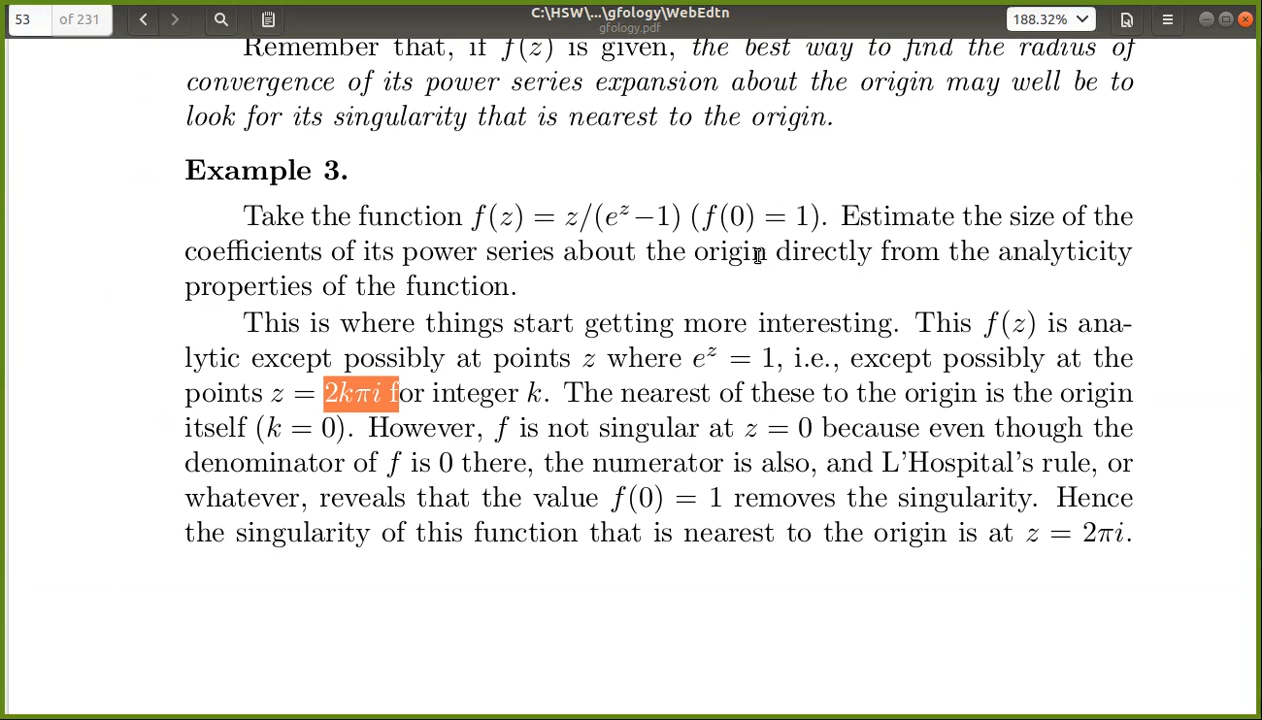 53 of 231
C:\HSW\...\gfology\WebEdtn
gfology.pdf
188.32%
Remember that, if f(z) is given, the best way to find the radius of
convergence of its power series expansion about the origin may well be to
look for its singularity that is nearest to the origin.
Example 3.
Take the function f(z) = z/(eᶻ−1) (f(0) = 1). Estimate the size of the
coefficients of its power series about the origin directly from the analyticity
properties of the function.
This is where things start getting more interesting. This f(z) is ana-
lytic except possibly at points z where eᶻ = 1, i.e., except possibly at the
points z = 2kπi for integer k. The nearest of these to the origin is the origin
itself (k = 0). However, f is not singular at z = 0 because even though the
denominator of f is 0 there, the numerator is also, and L'Hospital's rule, or
whatever, reveals that the value f(0) = 1 removes the singularity. Hence
the singularity of this function that is nearest to the origin is at z = 2πi.